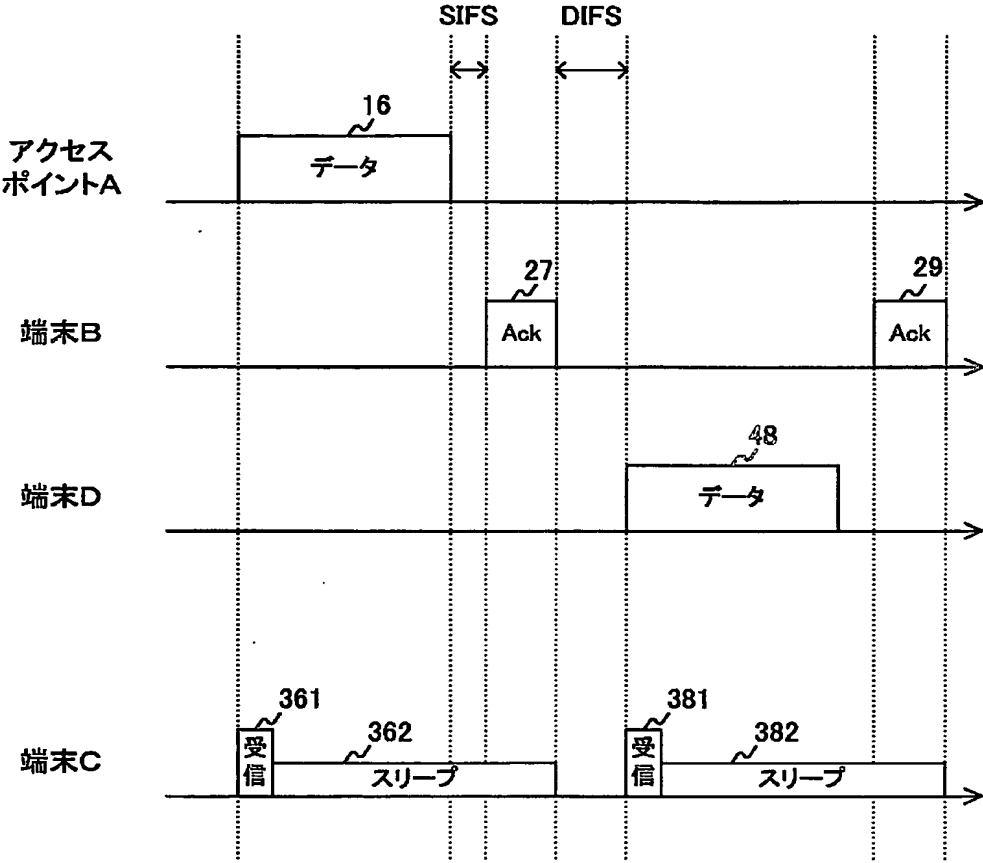 SIFS DIFS
16
アクセス
ポイントA
データ
27
29
端末B
Ack
Ack
48
端末D
データ
361
362
381
382
端末C
受信
スリープ
受信
スリープ